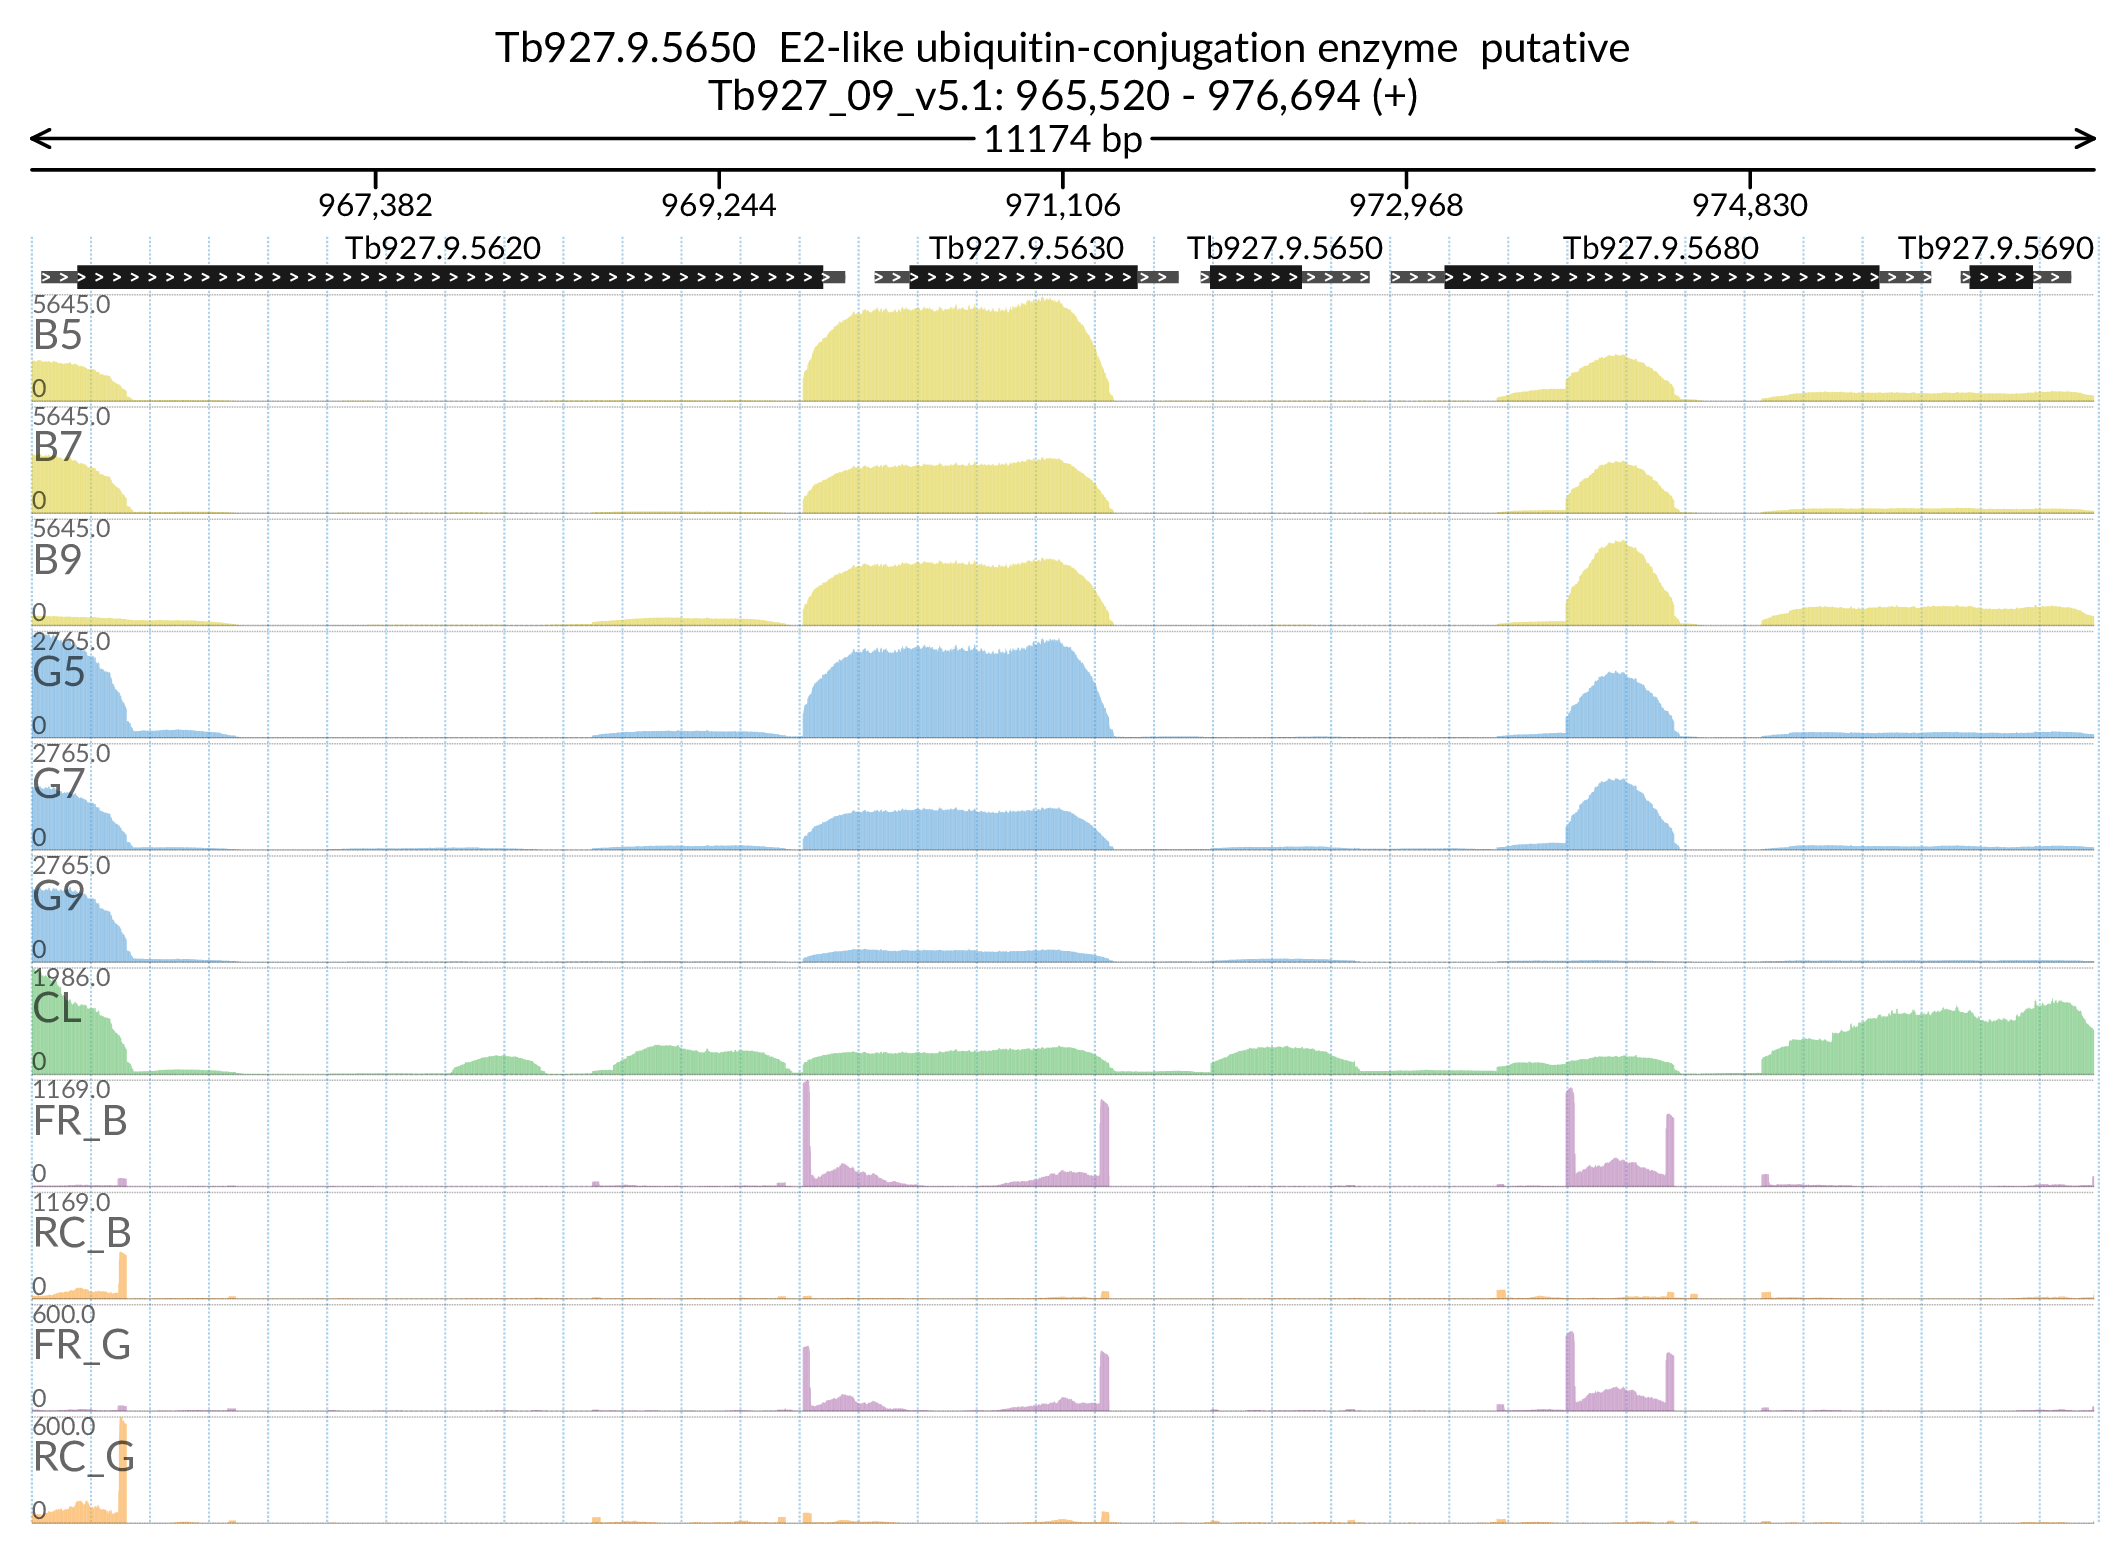 Tb927.9.5650  E2-like ubiquitin-conjugation enzyme  putative
Tb927_09_v5.1: 965,520 - 976,694 (+)
11174 bp
967,382 969,244 971,106 972,968 974,830
Tb927.9.5620 Tb927.9.5630 Tb927.9.5650 Tb927.9.5680 Tb927.9.5690
5645.0
B5
0
5645.0
B7
0
5645.0
B9
0
2765.0
G5
0
2765.0
G7
0
2765.0
G9
0
1986.0
CL
0
1169.0
FR_B
0
1169.0
RC_B
0
600.0
FR_G
0
600.0
RC_G
0